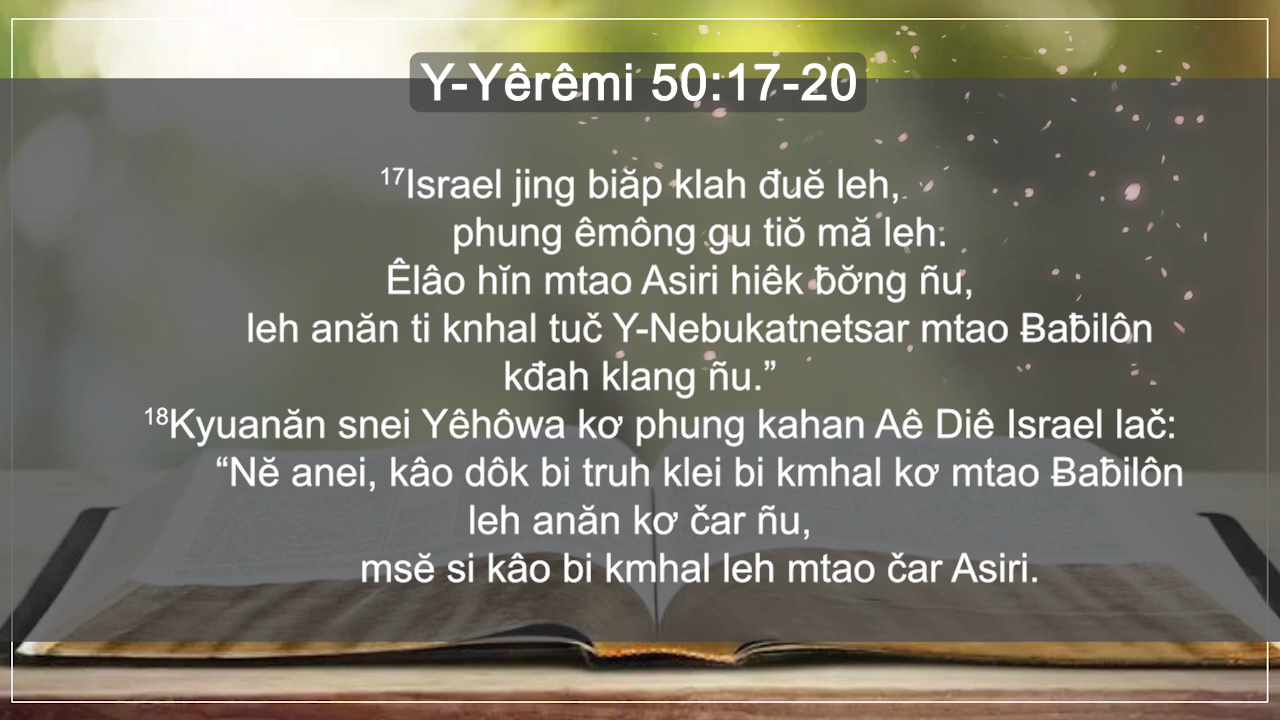 Y-Yêrêmi 50:17-20
¹⁷Israel jing biăp klah đuĕ leh,
phung êmông gu tiŏ mă leh.
Êlâo hĭn mtao Asiri hiêk ƀơ̆ng ñu,
leh anăn ti knhal tuč Y-Nebukatnetsar mtao Ƀaƀilôn
kđah klang ñu.”
¹⁸Kyuanăn snei Yêhôwa kơ phung kahan Aê Diê Israel lač:
“Nĕ anei, kâo dôk bi truh klei bi kmhal kơ mtao Ƀaƀilôn
leh anăn kơ čar ñu,
msĕ si kâo bi kmhal leh mtao čar Asiri.